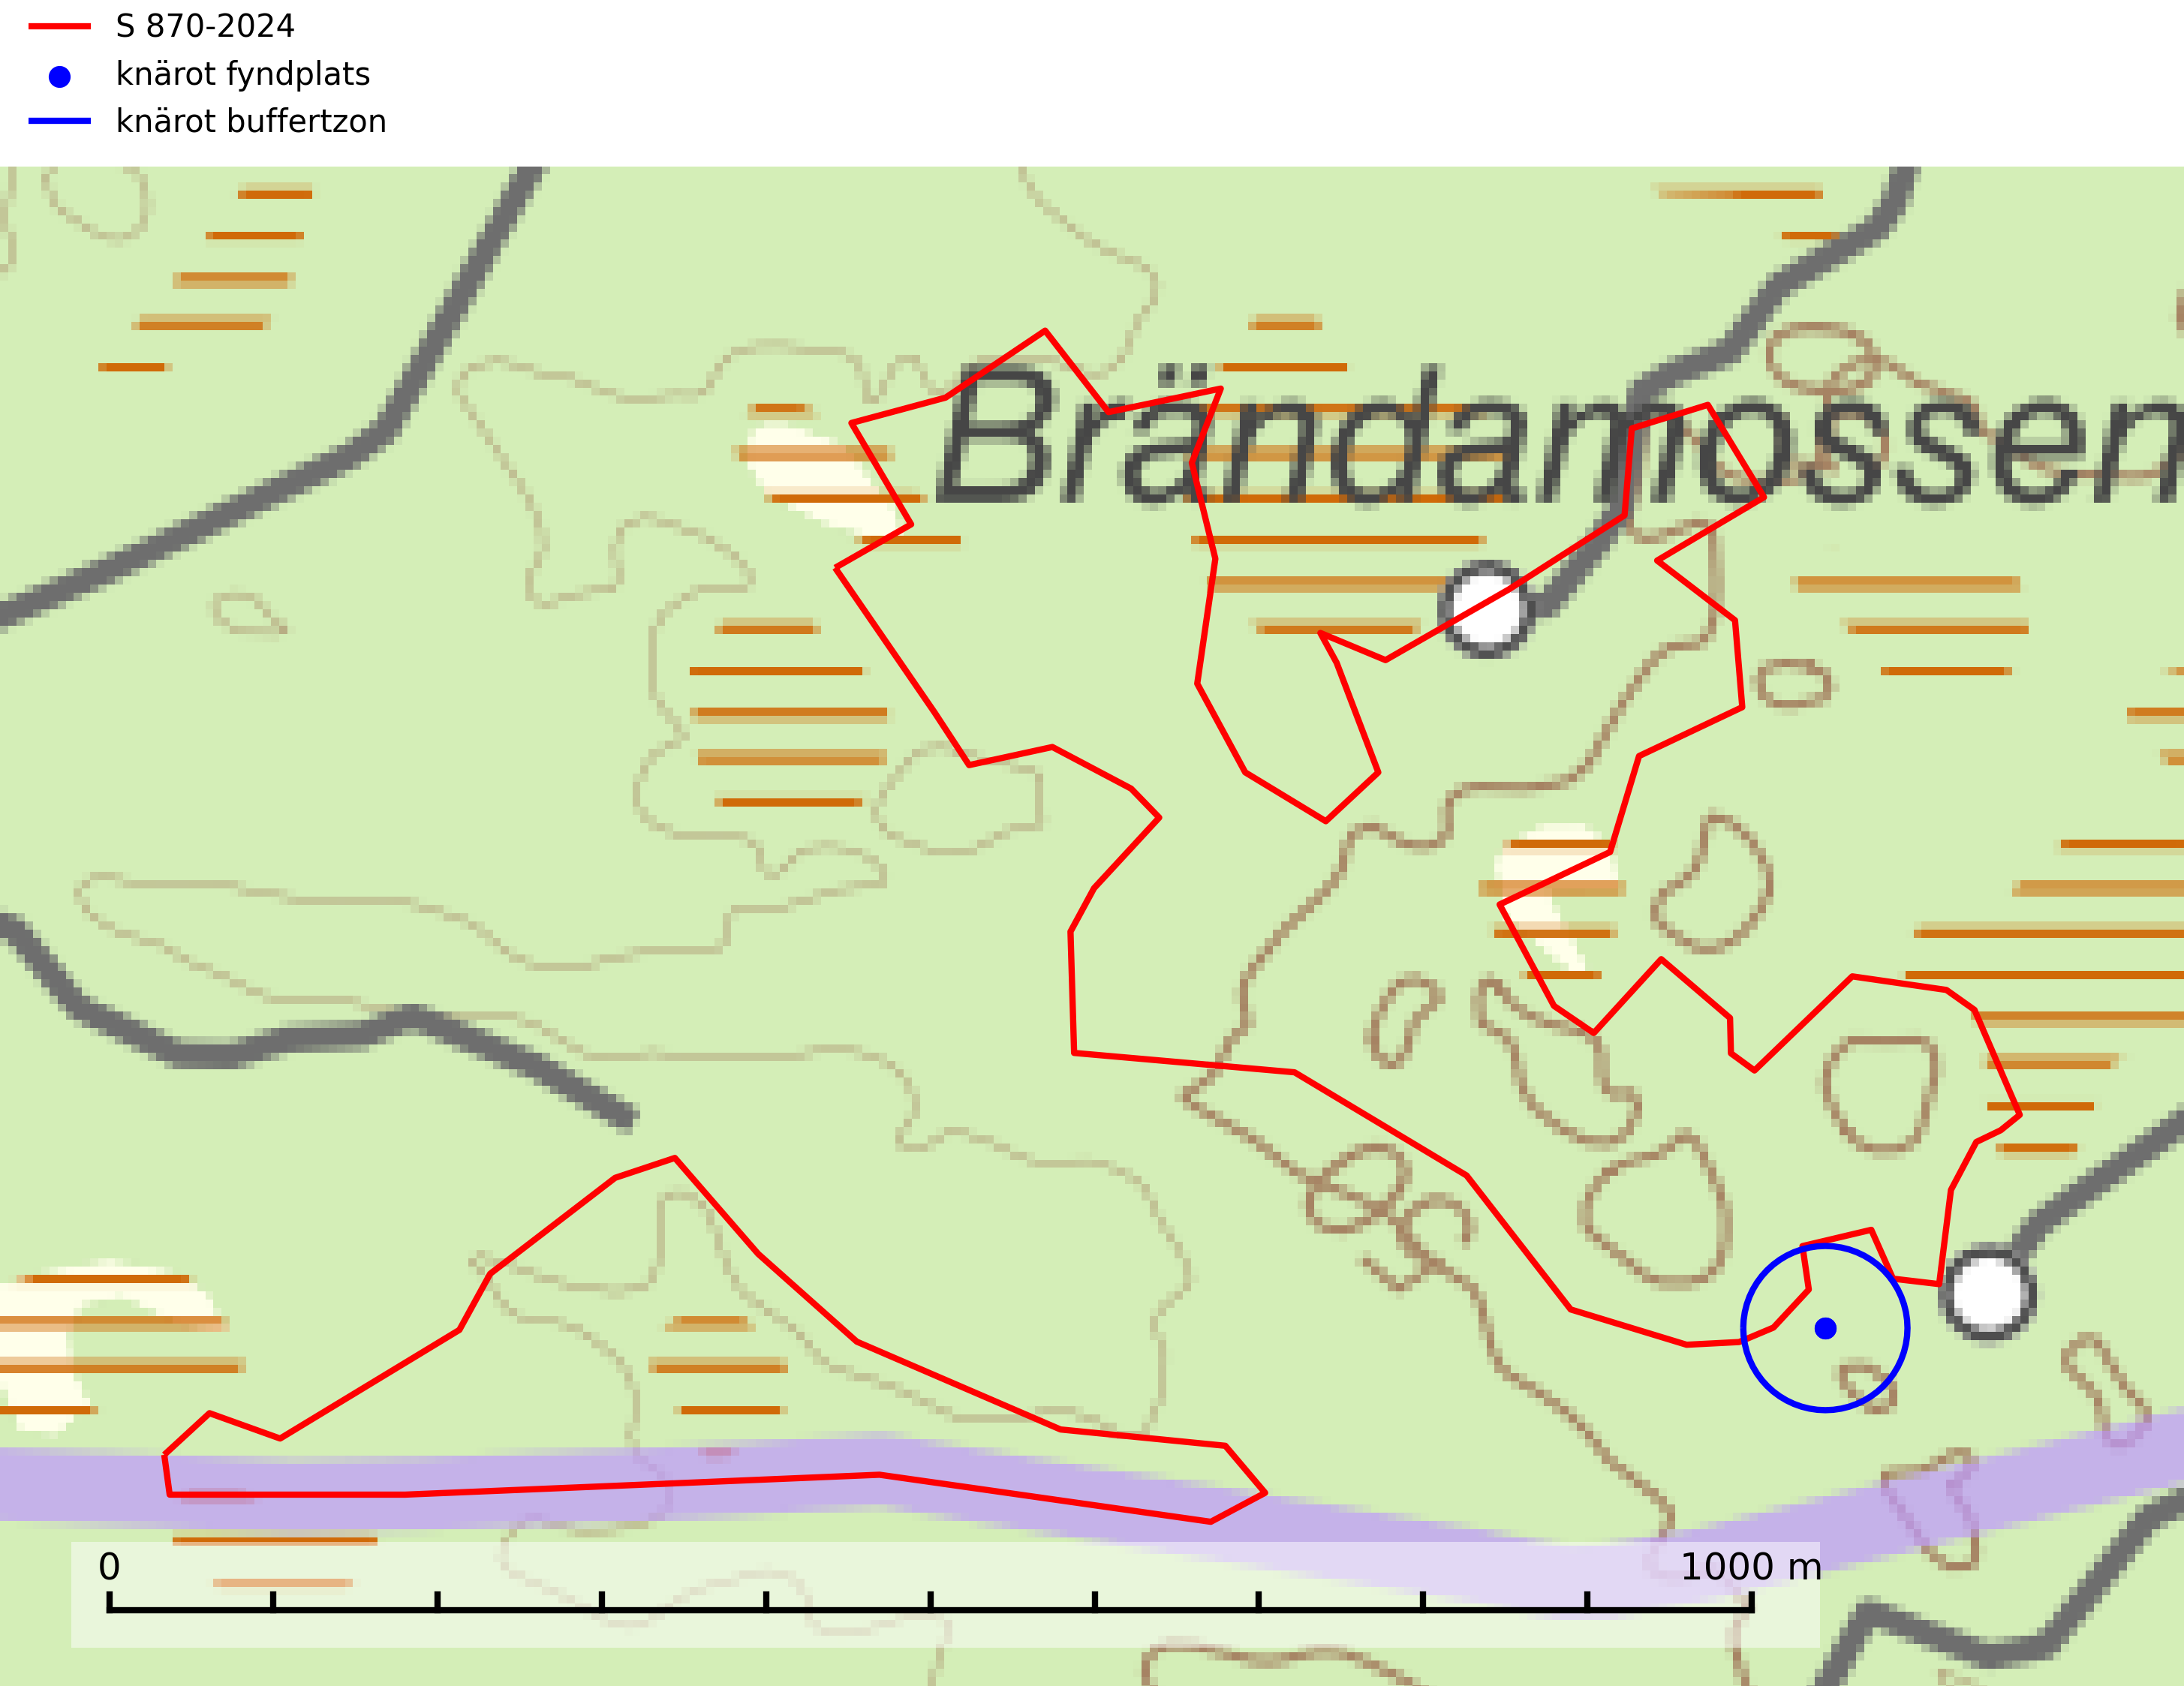 S 870-2024
knärot fyndplats
knärot buffertzon
Brändamossen
0 1000 m